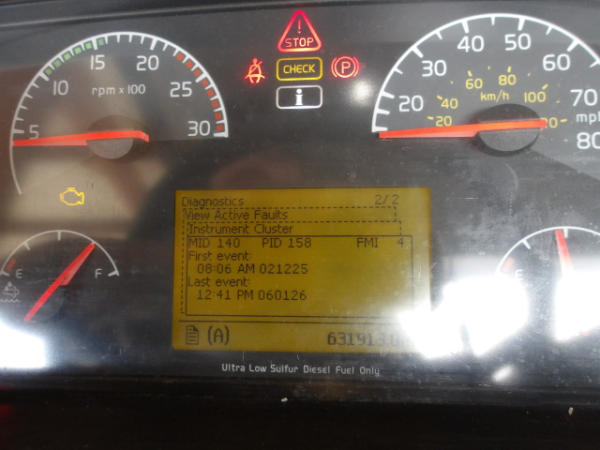 STOP
CHECK
P
i
5
10
15
20
25
30
rpm x 100
20
30
40
50
60
70
mph
80
20
40
60
80
100
km/h
E
F
E
Diagnostics 2/2
View Active Faults
Instrument Cluster
MID 140 PID 158 FMI 4
First event:
08:06 AM 021225
Last event:
12:41 PM 060126
(A)
Ultra Low Sulfur Diesel Fuel Only